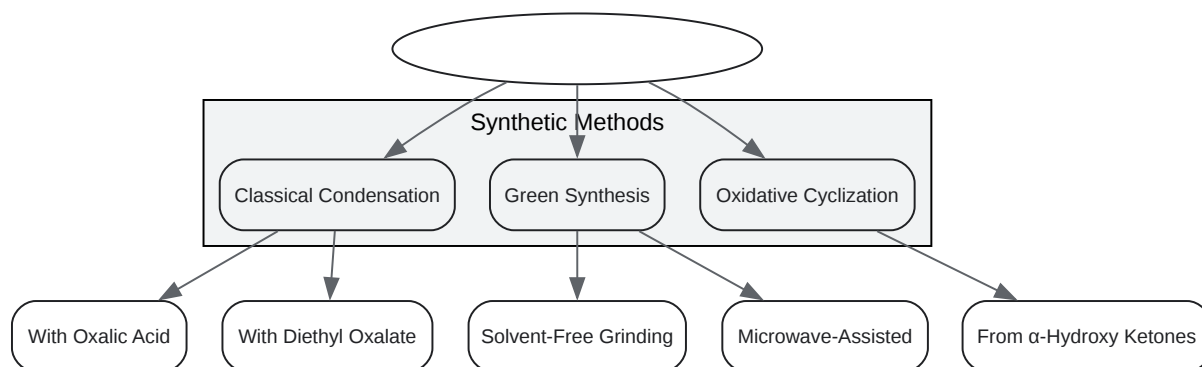 Synthetic Methods
Classical Condensation
Green Synthesis
Oxidative Cyclization
With Oxalic Acid
With Diethyl Oxalate
Solvent-Free Grinding
Microwave-Assisted
From α-Hydroxy Ketones